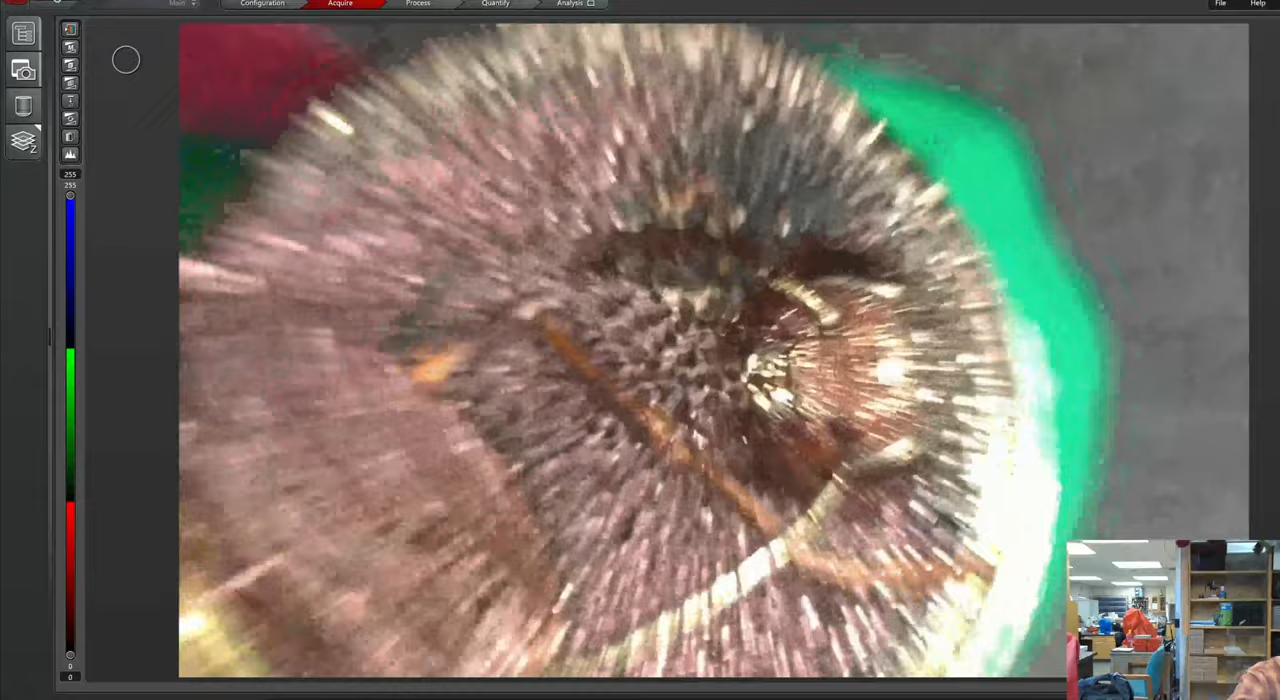 Main
Configuration
Acquire
Process
Quantify
Analysis
File
Help
Z
255
255
0
0